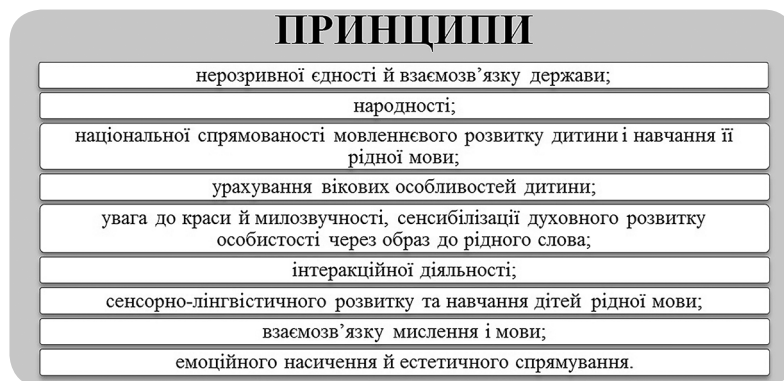 ПРИНЦИПИ
нерозривної єдності й взаємозв’язку держави;
народності;
національної спрямованості мовленнєвого розвитку дитини і навчання її
рідної мови;
урахування вікових особливостей дитини;
увага до краси й милозвучності, сенсибілізації духовного розвитку
особистості через образ до рідного слова;
інтеракційної діяльності;
сенсорно-лінгвістичного розвитку та навчання дітей рідної мови;
взаємозв’язку мислення і мови;
емоційного насичення й естетичного спрямування.